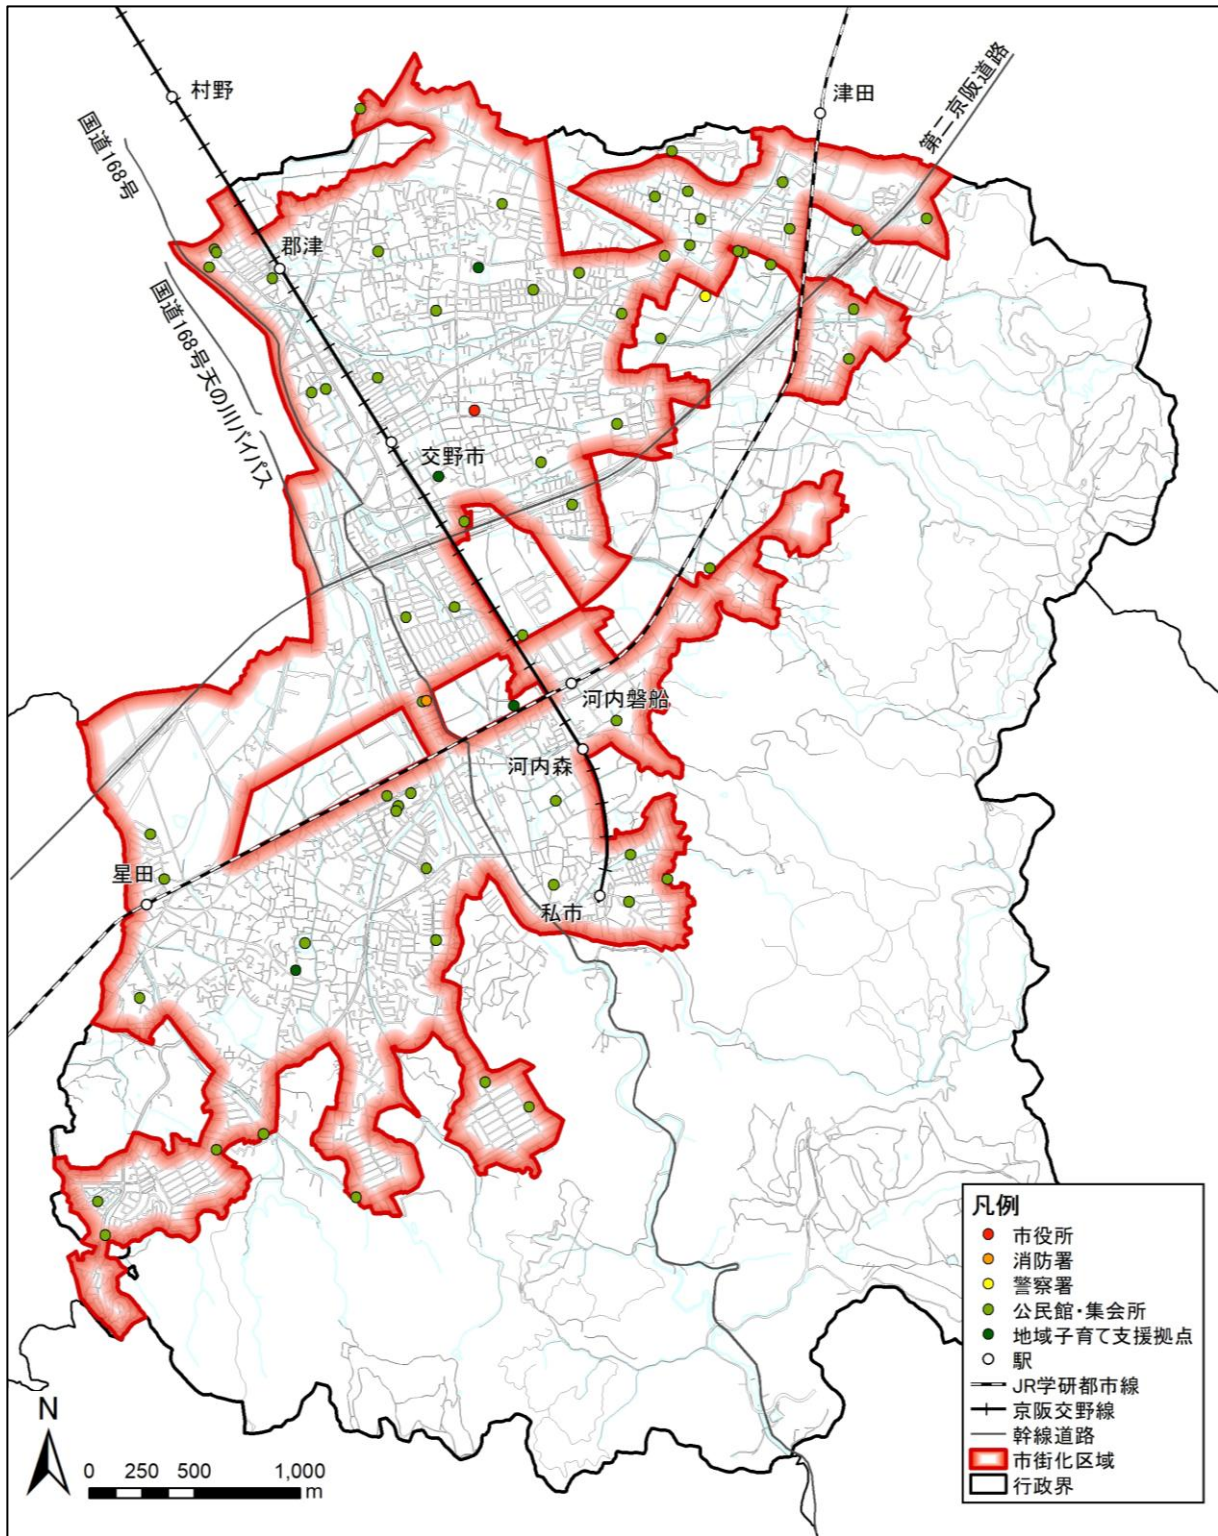 村野
津田
第二京阪道路
国道168号
郡津
国道168号天の川バイパス
交野市
河内磐船
河内森
星田
私市
凡例
市役所
消防署
警察署
公民館・集会所
地域子育て支援拠点
駅
JR学研都市線
京阪交野線
幹線道路
市街化区域
行政界
N
0 250 500 1,000
m